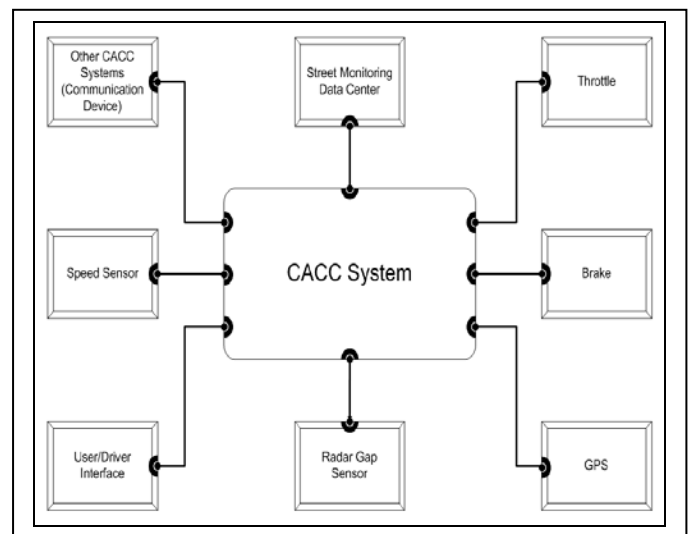 Other CACC
Systems
(Communication
Device)
Street Monitoring
Data Center
Throttle
Speed Sensor
CACC System
Brake
User/Driver
Interface
Radar Gap
Sensor
GPS